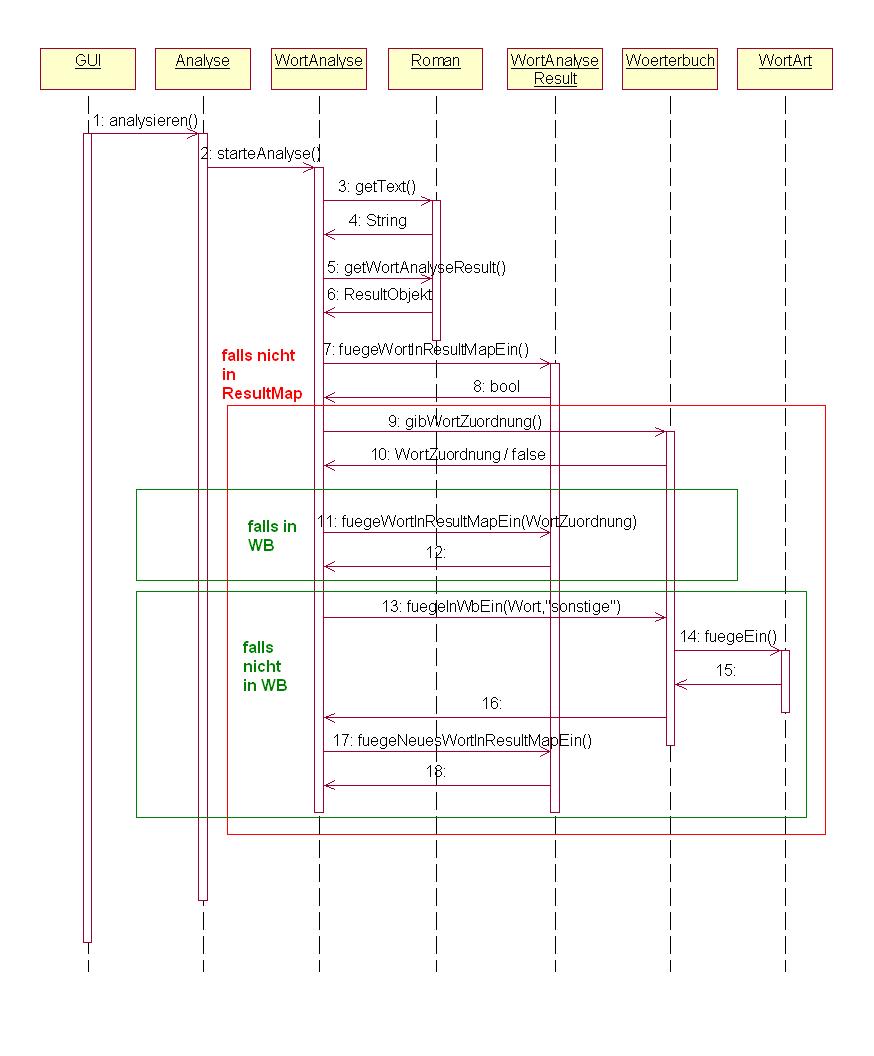 GUI
Analyse
WortAnalyse
Roman
WortAnalyse
Result
Woerterbuch
WortArt
1: analysieren()
2: starteAnalyse()
3: getText()
4: String
5: getWortAnalyseResult()
6: ResultObjekt
7: fuegeWortInResultMapEin()
falls nicht
in
ResultMap
8: bool
9: gibWortZuordnung()
10: WortZuordnung / false
falls in
WB
11: fuegeWortInResultMapEin(WortZuordnung)
12:
13: fuegeInWbEin(Wort,"sonstige")
falls
nicht
in WB
14: fuegeEin()
15:
16:
17: fuegeNeuesWortInResultMapEin()
18: